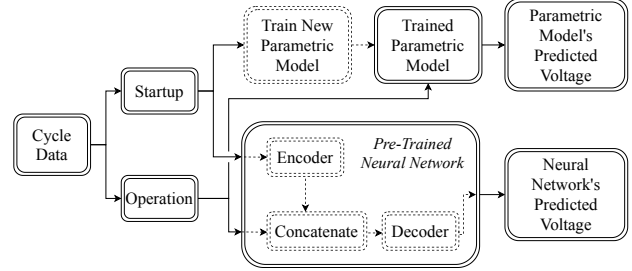 Cycle
Data
Startup
Operation
Train New
Parametric
Model
Trained
Parametric
Model
Parametric
Model's
Predicted
Voltage
Pre-Trained
Neural Network
Encoder
Concatenate
Decoder
Neural
Network's
Predicted
Voltage